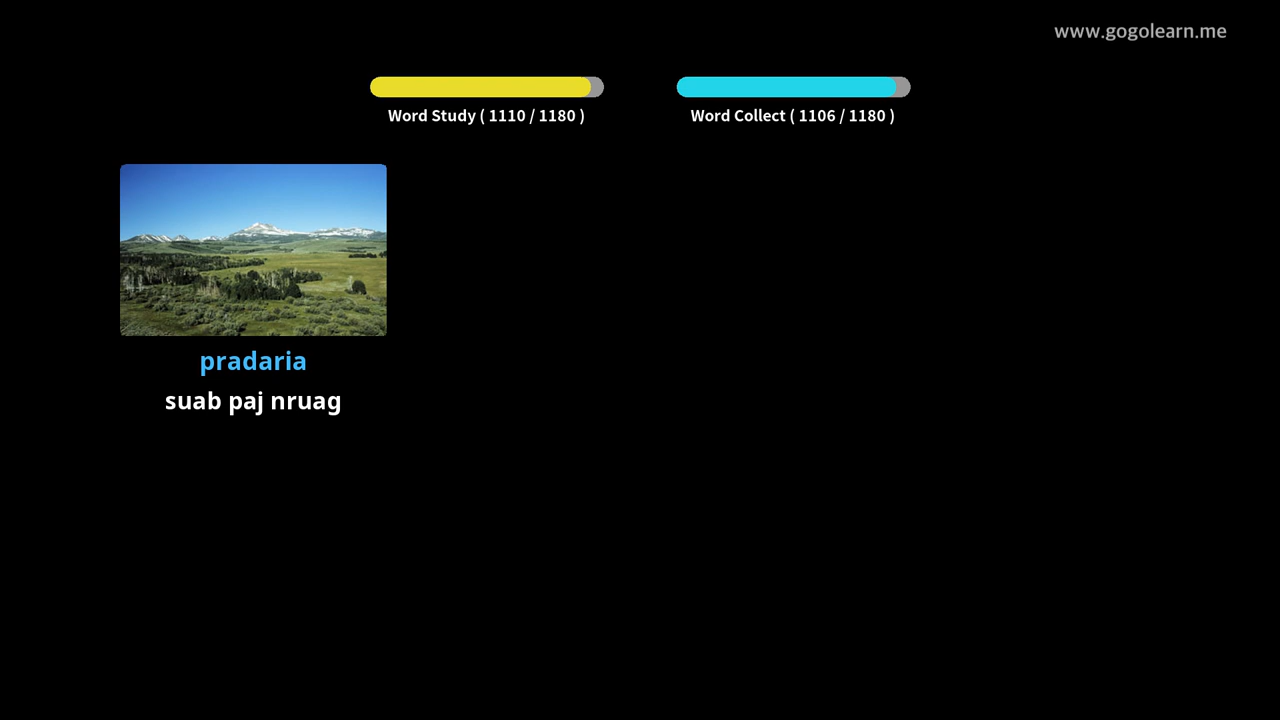 www.gogolearn.me
Word Study ( 1110 / 1180 )
Word Collect ( 1106 / 1180 )
pradaria
suab paj nruag